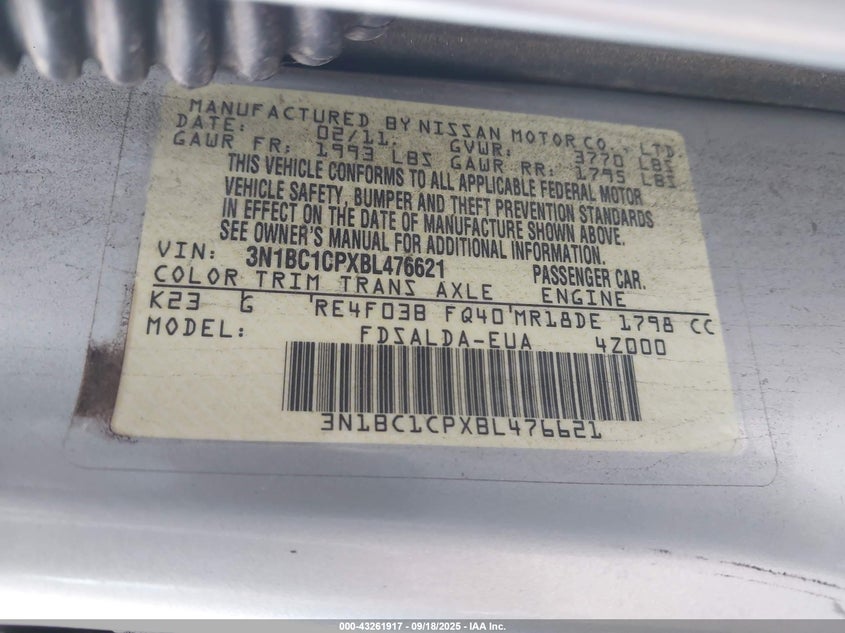 MANUFACTURED BY NISSAN MOTOR CO., LTD
DATE: 02/11, GVWR: 3770 LBS
GAWR FR: 1993 LBS GAWR RR: 1795 LBS
THIS VEHICLE CONFORMS TO ALL APPLICABLE FEDERAL MOTOR
VEHICLE SAFETY, BUMPER AND THEFT PREVENTION STANDARDS
IN EFFECT ON THE DATE OF MANUFACTURE SHOWN ABOVE.
SEE OWNER'S MANUAL FOR ADDITIONAL INFORMATION.
VIN: 3N1BC1CPXBL476621 PASSENGER CAR.
COLOR TRIM TRANS AXLE ENGINE
K23 G RE4F03B FQ40 MR18DE 1798 CC
MODEL: FDSALDA-EUA 4Z000
3N1BC1CPXBL476621
000-43261917 - 09/18/2025 - IAA Inc.